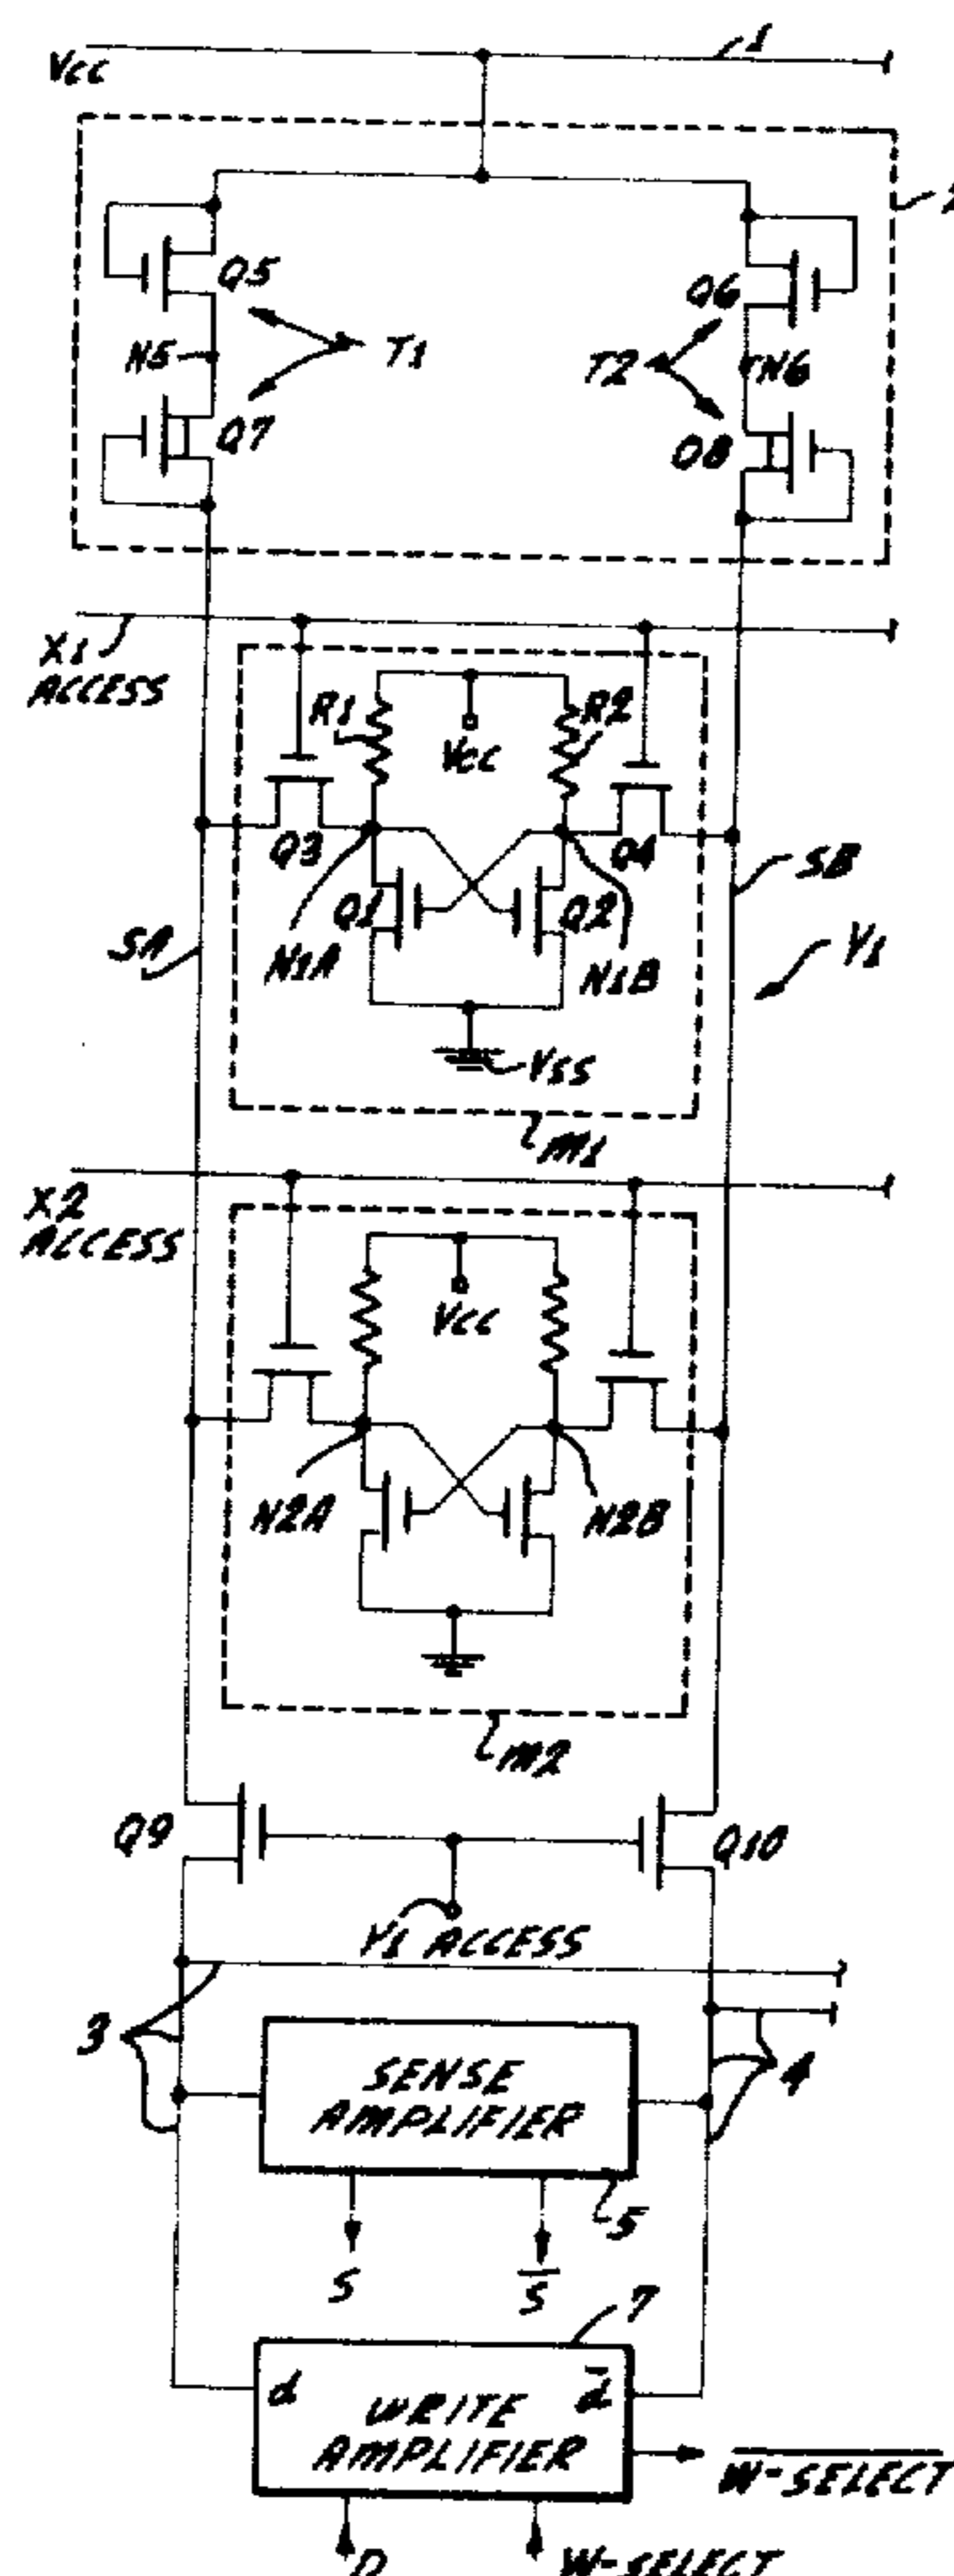 1
Vcc
2
Q5
Q6
N5
T1
T2
N6
Q7
Q8
X1
ACCESS
R1
Vcc
R2
Q3
Q4
SB
Q1
Q2
SA
N1A
N1B
Y1
Vss
m1
X2
ACCESS
Vcc
N2A
N2B
m2
Q9
Q10
Y1 ACCESS
3
4
SENSE
AMPLIFIER
5
S
S̅
7
d
d̅
WRITE
AMPLIFIER
W̅-̅S̅E̅L̅E̅C̅T̅
D
W-SELECT